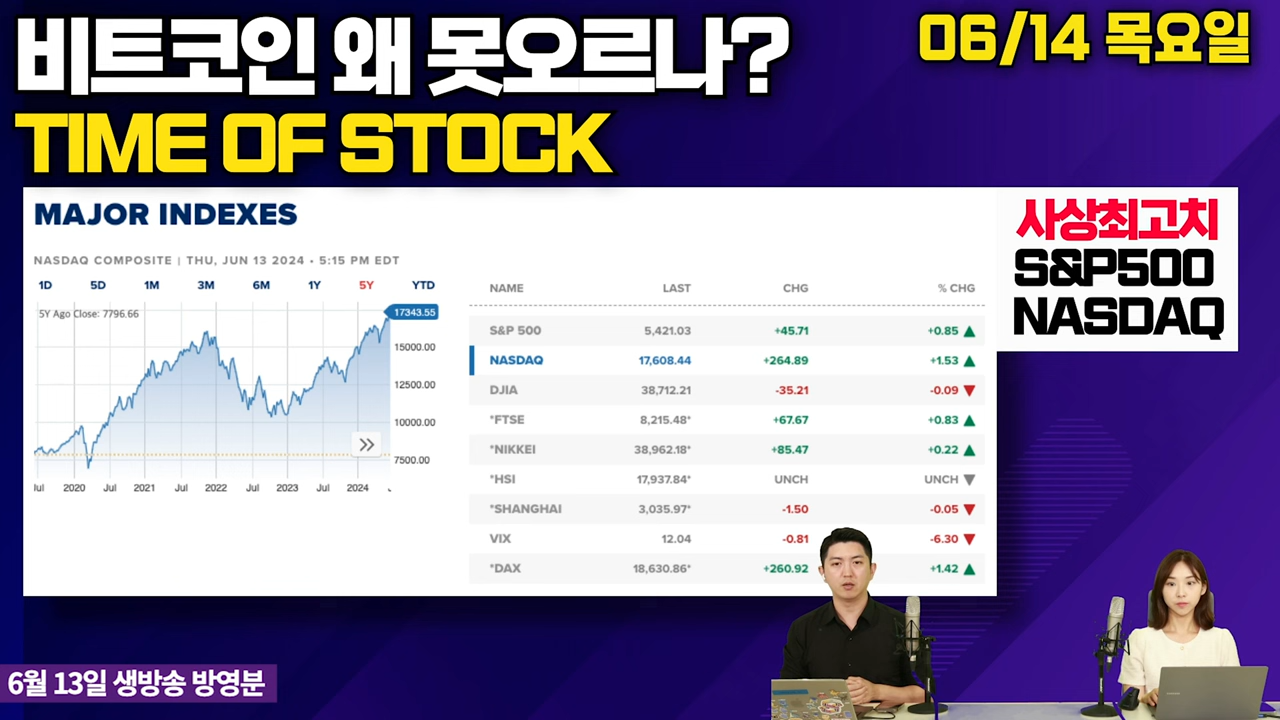 비트코인 왜 못오르나?
06/14 목요일
TIME OF STOCK
MAJOR INDEXES
사상최고치
S&P500
NASDAQ
NASDAQ COMPOSITE | THU, JUN 13 2024 • 5:15 PM EDT
1D 5D 1M 3M 6M 1Y 5Y YTD
5Y Ago Close: 7796.66
17343.55
15000.00
12500.00
10000.00
7500.00
Jul 2020 Jul 2021 Jul 2022 Jul 2023 Jul 2024
NAME LAST CHG % CHG
S&P 500 5,421.03 +45.71 +0.85 ▲
NASDAQ 17,608.44 +264.89 +1.53 ▲
DJIA 38,712.21 -35.21 -0.09 ▼
*FTSE 8,215.48* +67.67 +0.83 ▲
*NIKKEI 38,962.18* +85.47 +0.22 ▲
*HSI 17,937.84* UNCH UNCH ▼
*SHANGHAI 3,035.97* -1.50 -0.05 ▼
VIX 12.04 -0.81 -6.30 ▼
*DAX 18,630.86* +260.92 +1.42 ▲
6월 13일 생방송 방영분